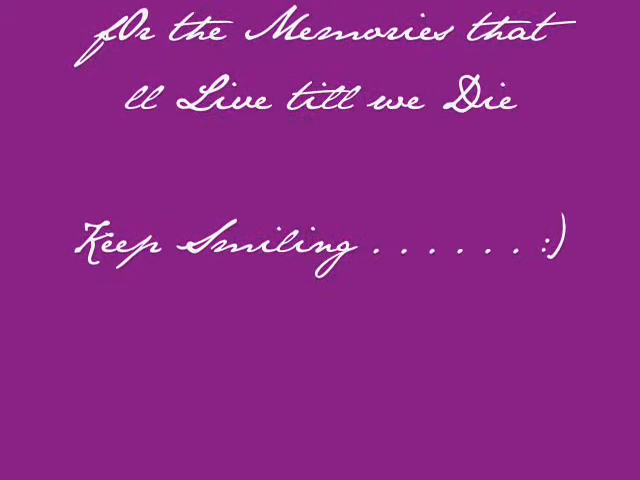 fOr the Memories that
ll Live till we Die
Keep Smiling . . . . . . :)